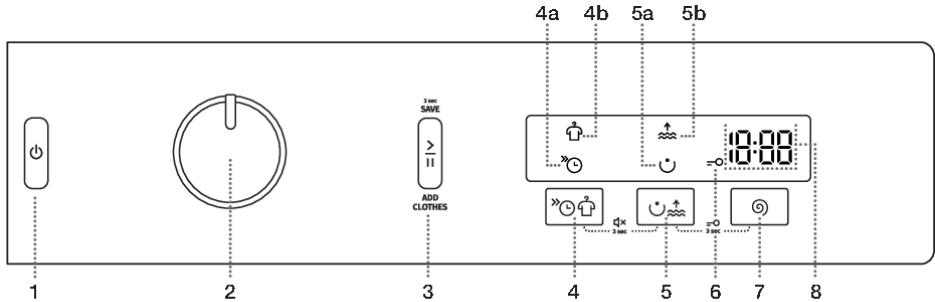 4a 4b 5a 5b
3 sec
SAVE
18:88
ADD
CLOTHES
3 sec 3 sec
1 2 3 4 5 6 7 8